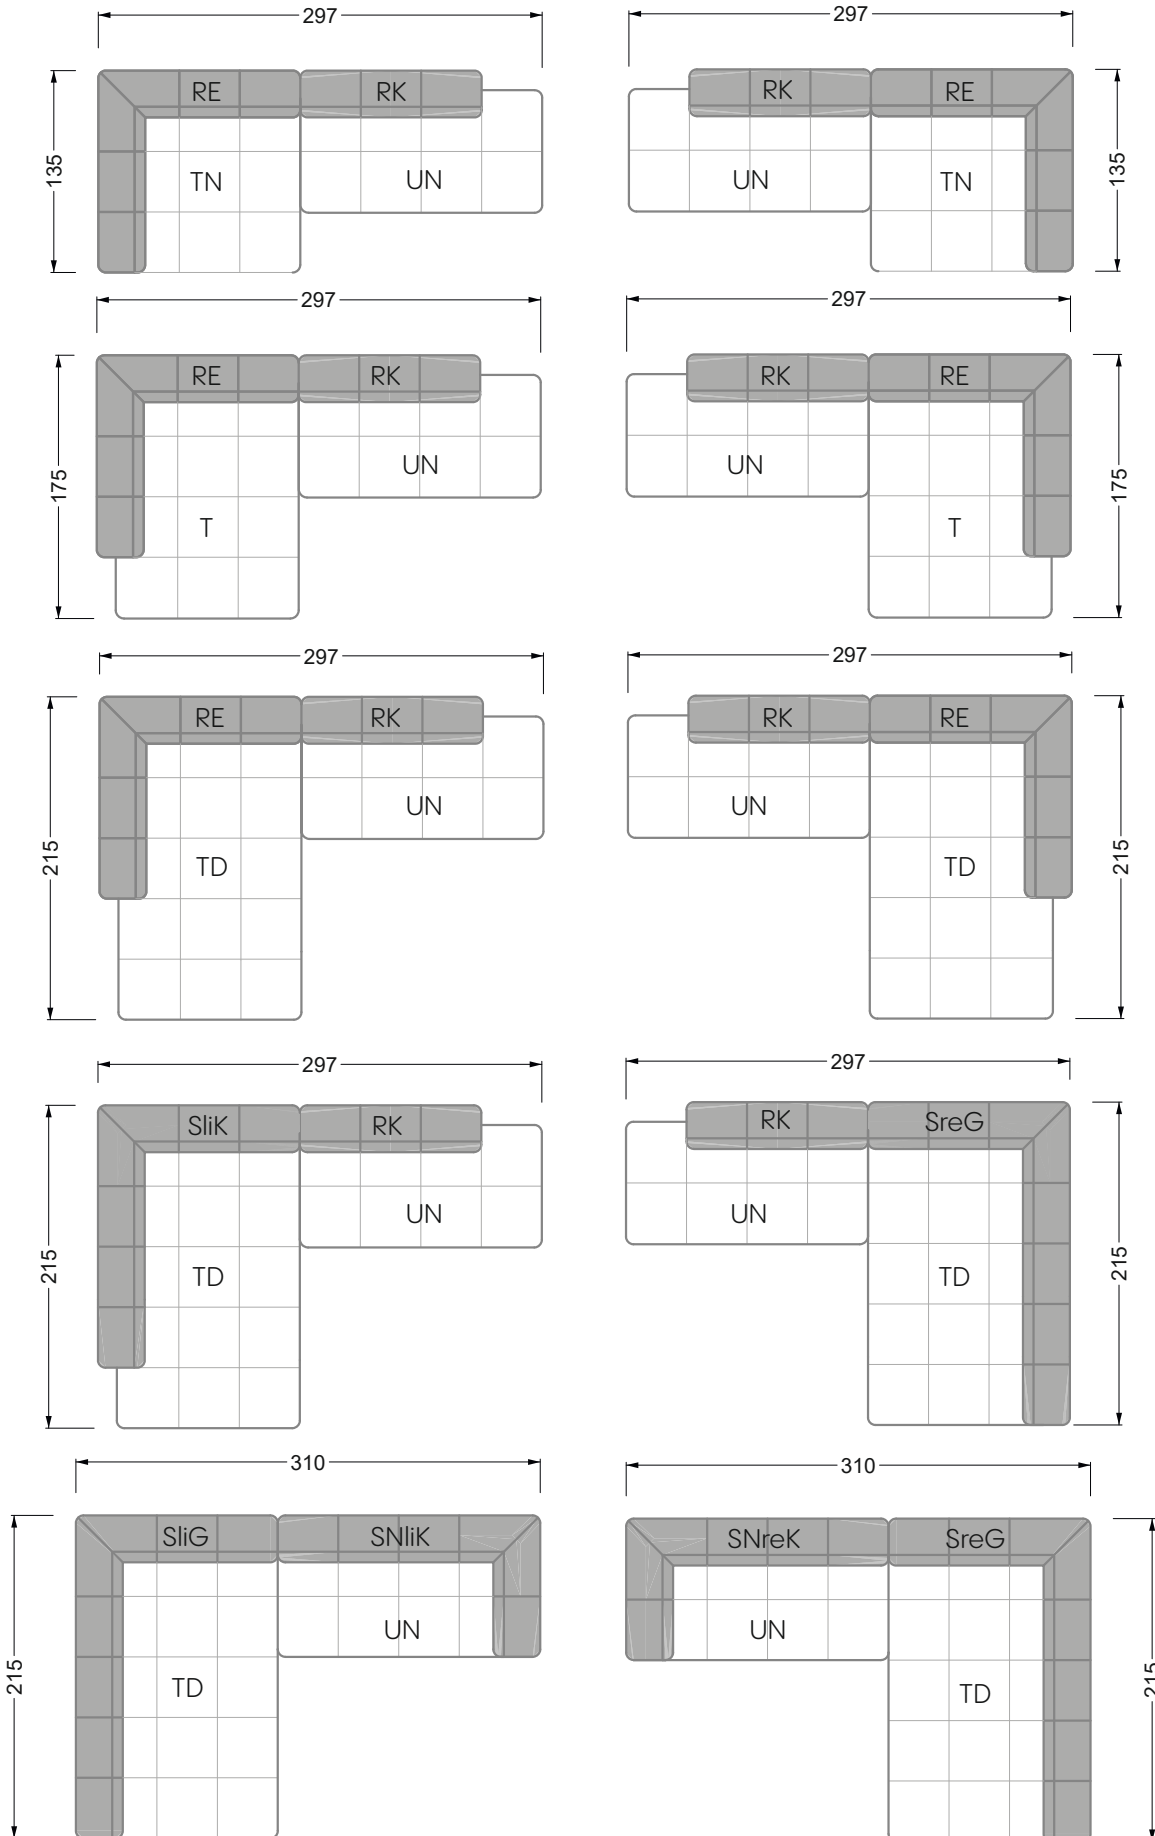 297
297
RE RK
RK RE
135
TN UN
UN TN
135
297
297
RE RK
RK RE
175
UN
T
UN
T
175
297
297
RE RK
RK RE
215
UN
TD
UN
TD
215
297
297
SliK RK
RK SreG
215
UN
TD
UN
TD
215
310
310
SliG SNliK
SNreK SreG
215
UN
TD
UN
TD
215